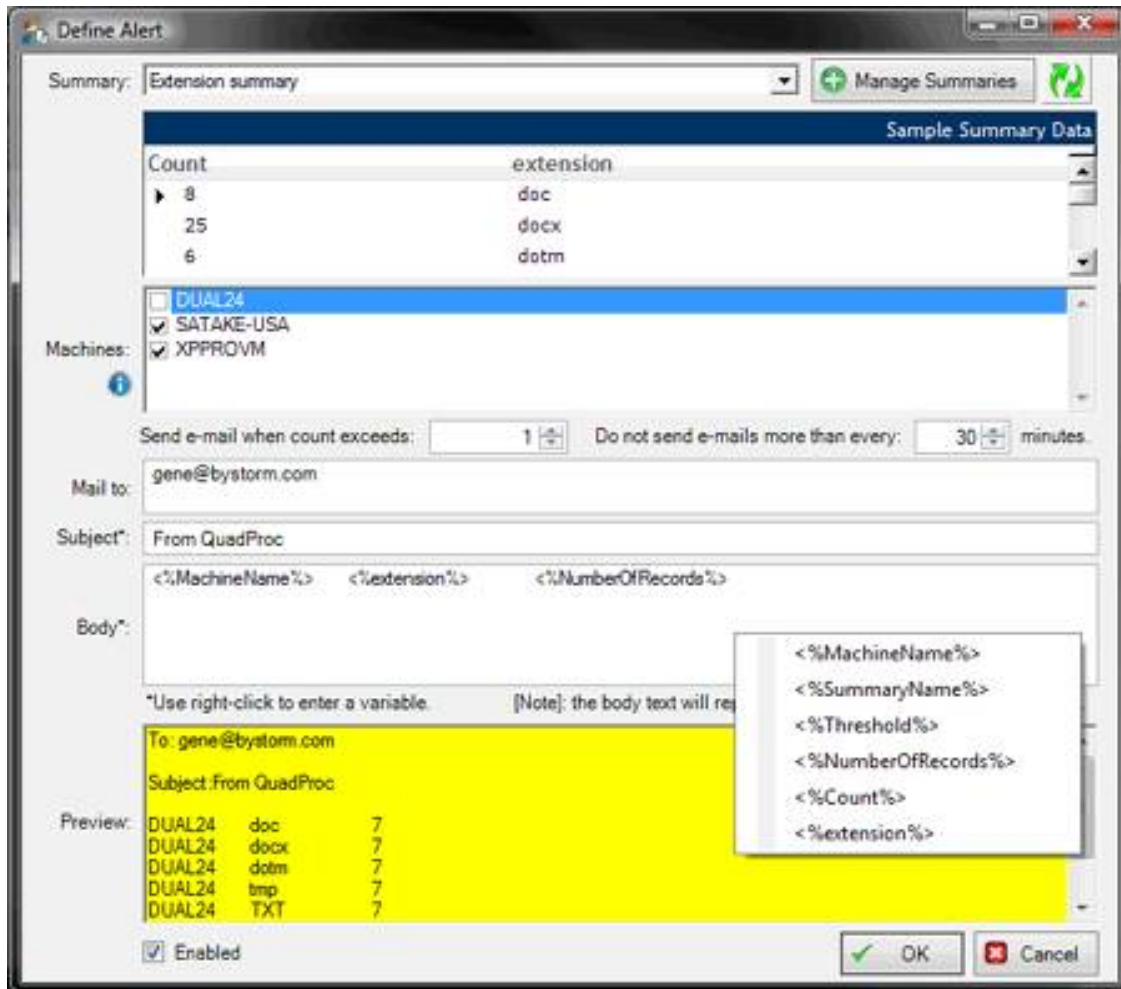 Define Alert
Summary: Extension summary Manage Summaries
Sample Summary Data
Count extension
8 doc
25 docx
6 dotm
DUAL24
SATAKE-USA
Machines: XPPROVM
Send e-mail when count exceeds: 1 Do not send e-mails more than every: 30 minutes.
Mail to: gene@bystorm.com
Subject*: From QuadProc
<%MachineName%> <%extension%> <%NumberOfRecords%>
Body*:
<%MachineName%>
<%SummaryName%>
<%Threshold%>
<%NumberOfRecords%>
<%Count%>
<%extension%>
*Use right-click to enter a variable. [Note]: the body text will
To: gene@bystorm.com
Subject:From QuadProc
Preview:
DUAL24 doc 7
DUAL24 docx 7
DUAL24 dotm 7
DUAL24 tmp 7
DUAL24 TXT 7
Enabled OK Cancel